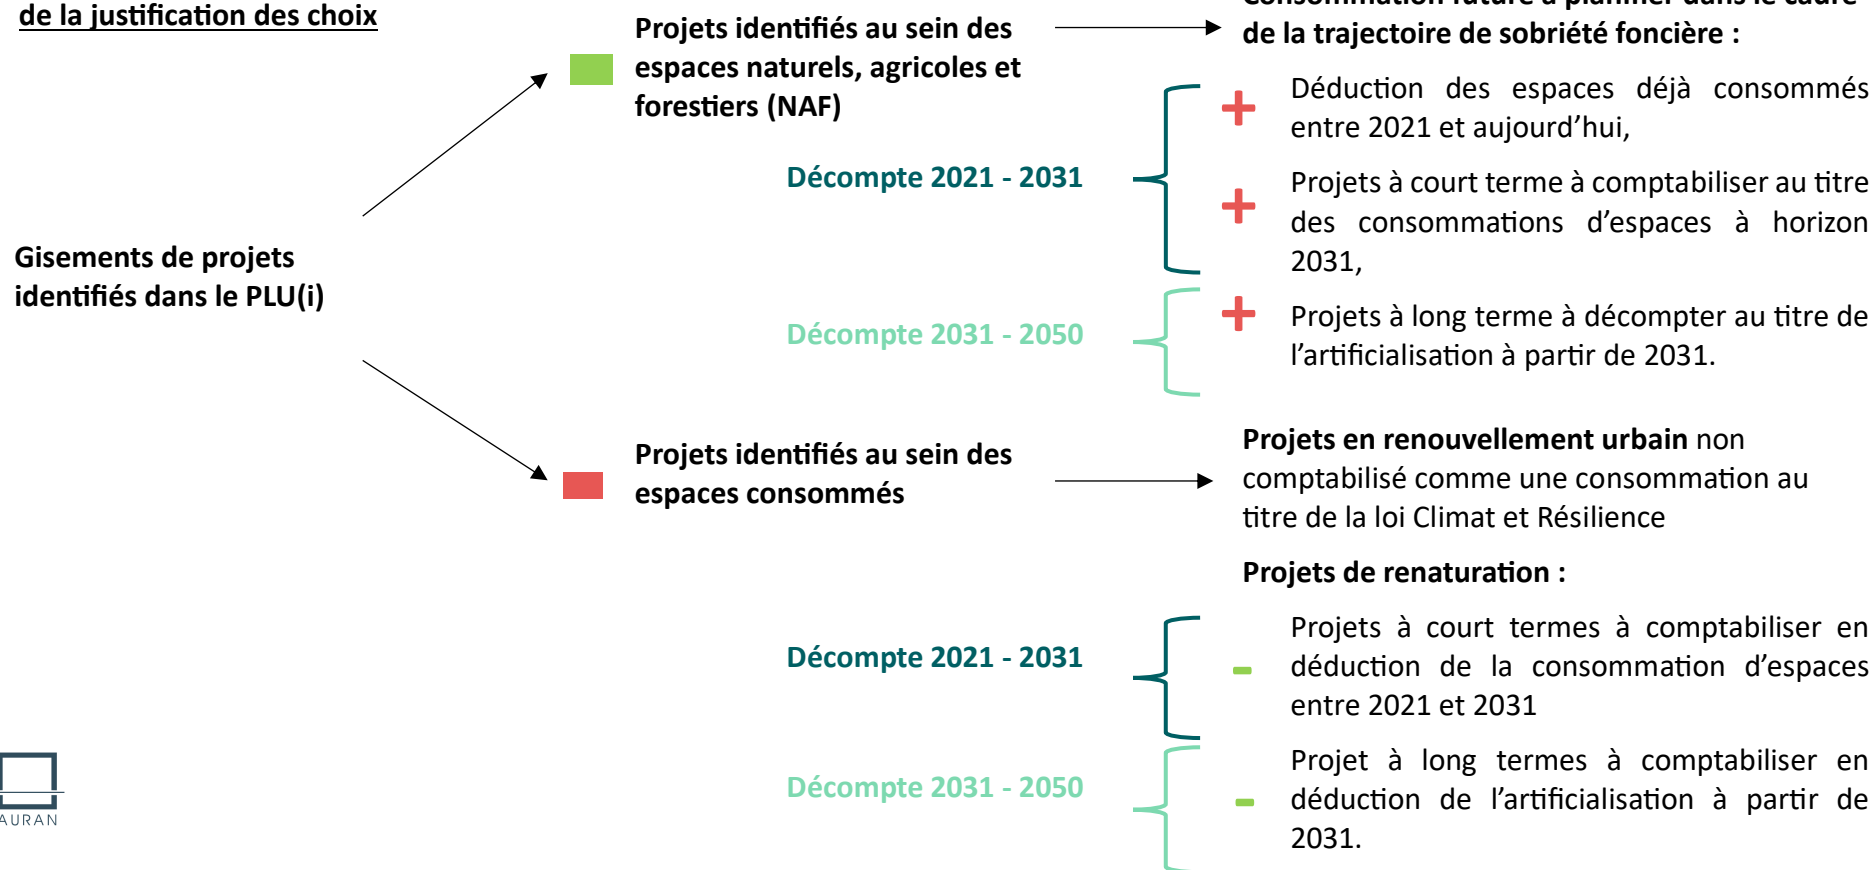 de la justification des choix
Projets identifiés au sein des
espaces naturels, agricoles et
forestiers (NAF)
Consommation future à planifier dans le cadre
de la trajectoire de sobriété foncière :
Décompte 2021 - 2031
+
Déduction des espaces déjà consommés
entre 2021 et aujourd’hui,
+
Projets à court terme à comptabiliser au titre
des consommations d’espaces à horizon
2031,
Gisements de projets
identifiés dans le PLU(i)
Décompte 2031 - 2050
+
Projets à long terme à décompter au titre de
l’artificialisation à partir de 2031.
Projets identifiés au sein des
espaces consommés
Projets en renouvellement urbain non
comptabilisé comme une consommation au
titre de la loi Climat et Résilience
Projets de renaturation :
Décompte 2021 - 2031
-
Projets à court termes à comptabiliser en
déduction de la consommation d’espaces
entre 2021 et 2031
Décompte 2031 - 2050
-
Projet à long termes à comptabiliser en
déduction de l’artificialisation à partir de
2031.
AURAN